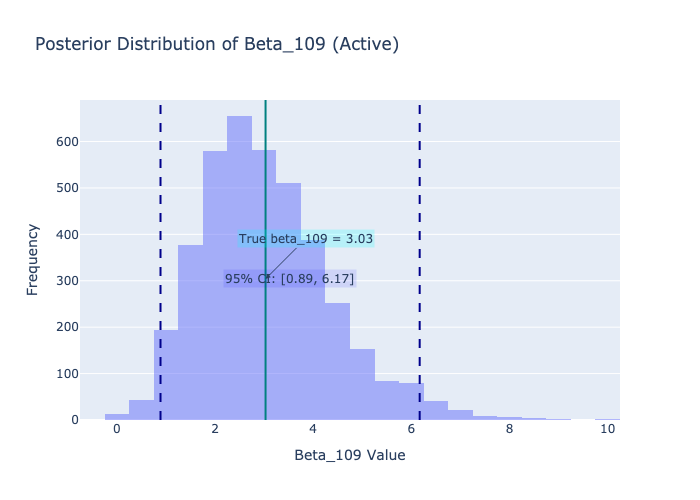 Posterior Distribution of Beta_109 (Active)
600
500
400
300
200
100
0
Frequency
True beta_109 = 3.03
95% CI: [0.89, 6.17]
0 2 4 6 8 10
Beta_109 Value